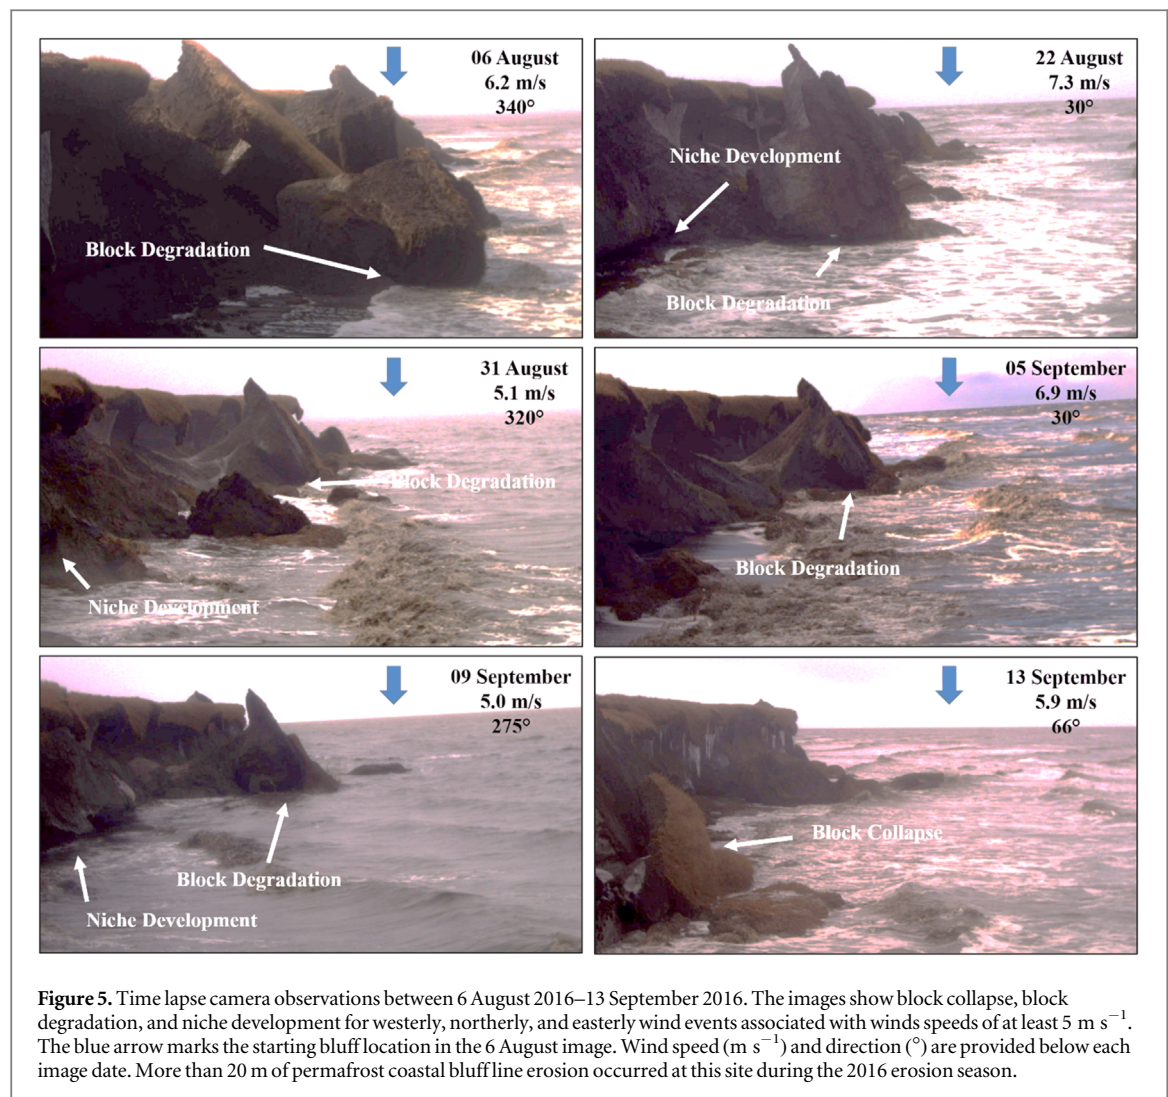 06 August
6.2 m/s
340°
Block Degradation
22 August
7.3 m/s
30°
Niche Development
Block Degradation
31 August
5.1 m/s
320°
Block Degradation
Niche Development
05 September
6.9 m/s
30°
Block Degradation
09 September
5.0 m/s
275°
Block Degradation
Niche Development
13 September
5.9 m/s
66°
Block Collapse
Figure 5. Time lapse camera observations between 6 August 2016–13 September 2016. The images show block collapse, block
degradation, and niche development for westerly, northerly, and easterly wind events associated with winds speeds of at least 5 m s⁻¹.
The blue arrow marks the starting bluff location in the 6 August image. Wind speed (m s⁻¹) and direction (°) are provided below each
image date. More than 20 m of permafrost coastal bluff line erosion occurred at this site during the 2016 erosion season.